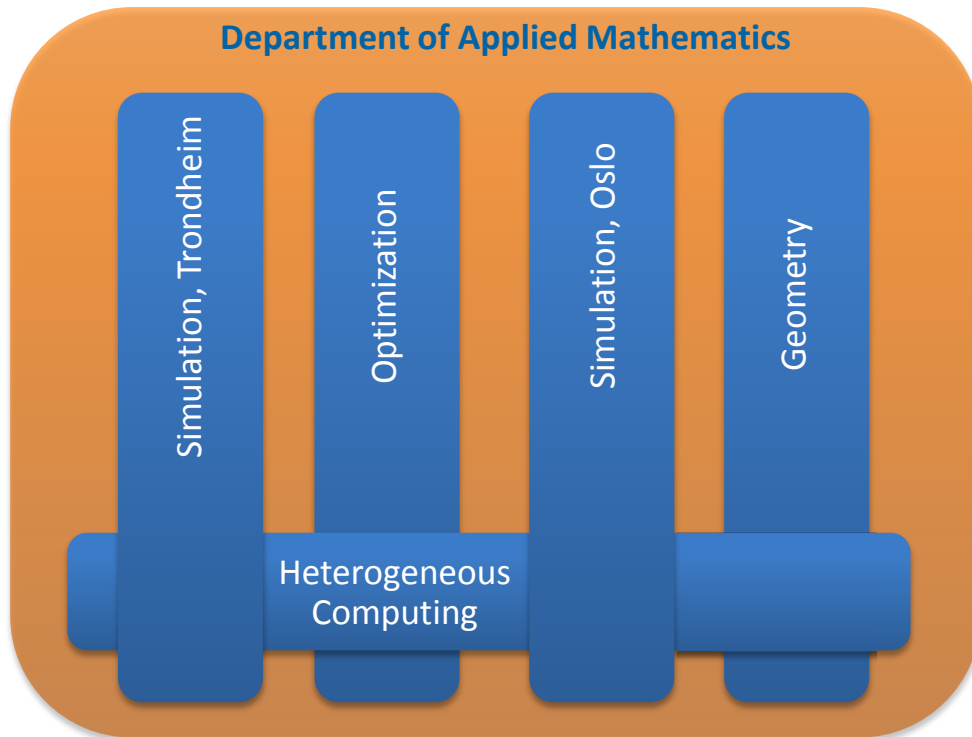 Department of Applied Mathematics
Simulation, Trondheim
Optimization
Simulation, Oslo
Geometry
Heterogeneous
Computing